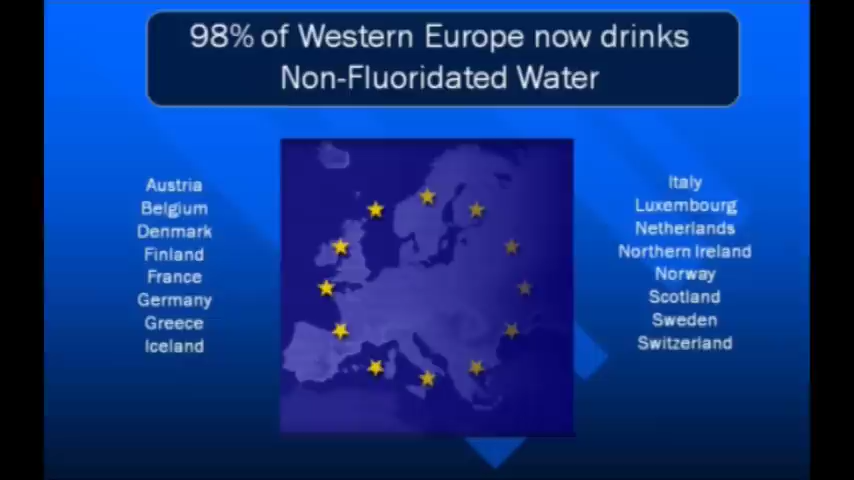 98% of Western Europe now drinks
Non-Fluoridated Water
Austria
Belgium
Denmark
Finland
France
Germany
Greece
Iceland
Italy
Luxembourg
Netherlands
Northern Ireland
Norway
Scotland
Sweden
Switzerland